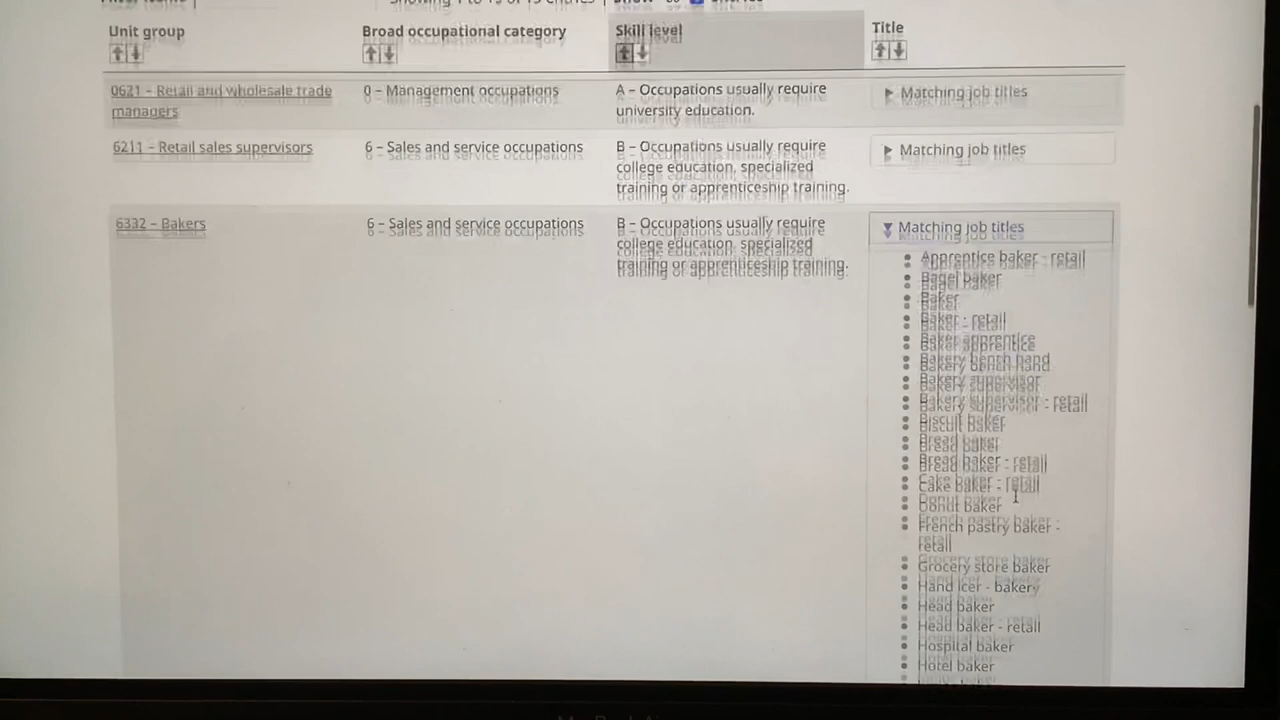 Unit group
Broad occupational category
Skill level
Title
0621 – Retail and wholesale trade
managers
0 – Management occupations
A – Occupations usually require
university education.
▶ Matching job titles
6211 – Retail sales supervisors
6 – Sales and service occupations
B – Occupations usually require
college education, specialized
training or apprenticeship training.
▶ Matching job titles
6332 – Bakers
6 – Sales and service occupations
B – Occupations usually require
college education, specialized
training or apprenticeship training.
▼ Matching job titles
• Apprentice baker - retail
• Bagel baker
• Baker
• Baker - retail
• Baker apprentice
• Bakery bench hand
• Bakery supervisor
• Bakery supervisor - retail
• Biscuit baker
• Bread baker
• Bread baker - retail
• Cake baker - retail
• Donut baker
• French pastry baker -
retail
• Grocery store baker
• Hand icer - bakery
• Head baker
• Head baker - retail
• Hospital baker
• Hotel baker